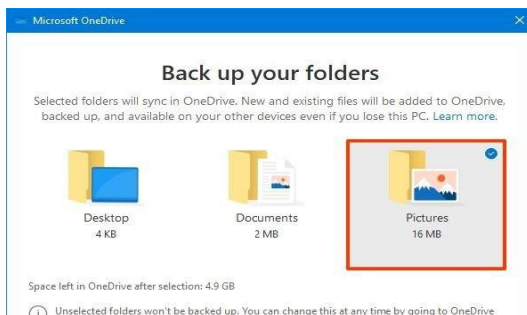 Microsoft OneDrive
Back up your folders
Selected folders will sync in OneDrive. New and existing files will be added to OneDrive,
backed up, and available on your other devices even if you lose this PC. Learn more.
Desktop
4 KB
Documents
2 MB
Pictures
16 MB
Space left in OneDrive after selection: 4.9 GB
Unselected folders won't be backed up. You can change this at any time by going to OneDrive